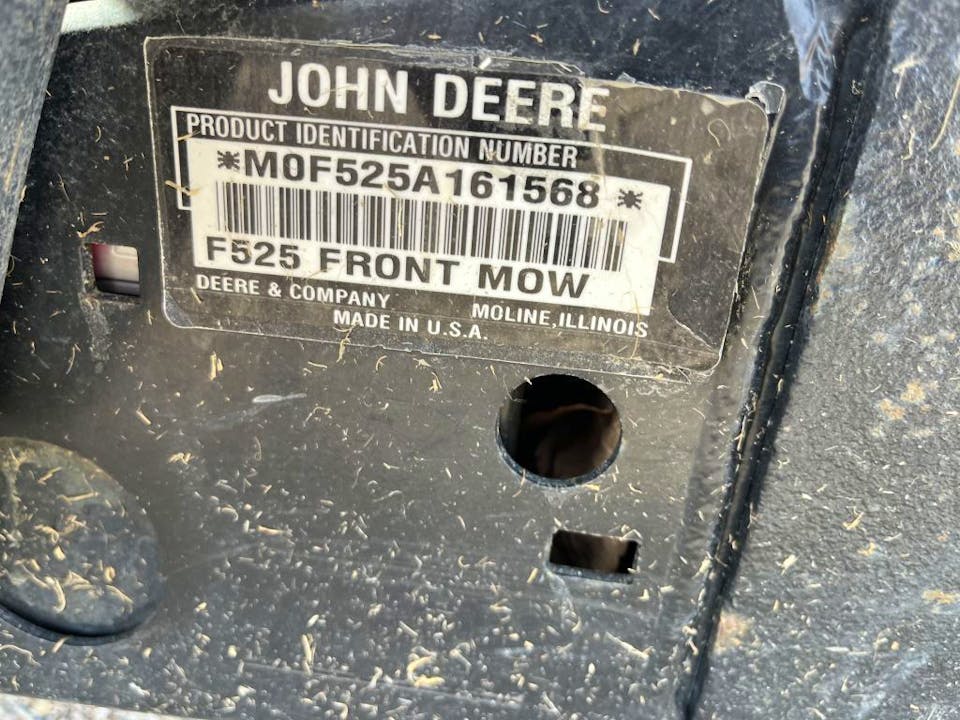 JOHN DEERE
PRODUCT IDENTIFICATION NUMBER
*M0F525A161568*
F525 FRONT MOW
DEERE & COMPANY MOLINE, ILLINOIS
MADE IN U.S.A.